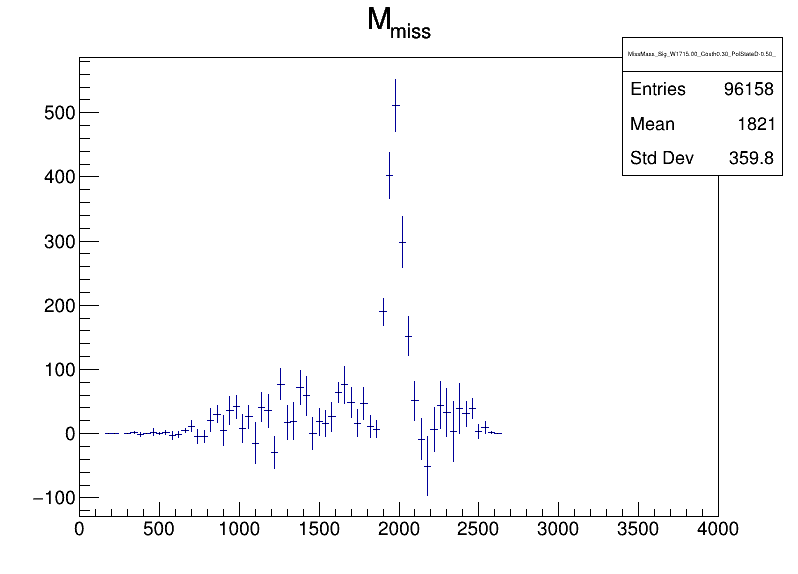 M_miss
MissMass_Sig_W1715.00_Costh0.30_PolStateD-0.50_
Entries 96158
Mean 1821
Std Dev 359.8
500
400
300
200
100
0
−100
0 500 1000 1500 2000 2500 3000 3500 4000